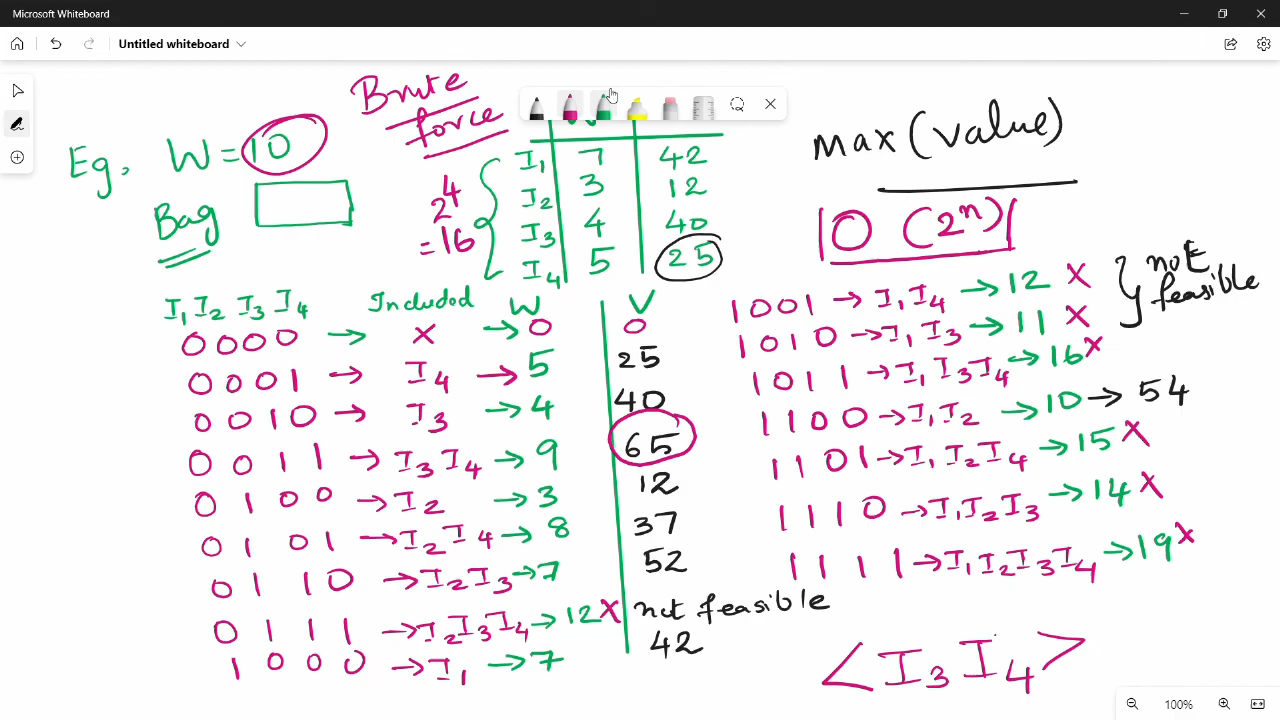 Microsoft Whiteboard
Untitled whiteboard
Brute
force
Eg, W = 10
Bag
2^4
= 16
I1 7 42
I2 3 12
I3 4 40
I4 5 25
max (value)
O (2^n)
I1 I2 I3 I4 Included W V
0000 → X → 0 0
0001 → I4 → 5 25
0010 → I3 → 4 40
0011 → I3 I4 → 9 65
0100 → I2 → 3 12
0101 → I2 I4 → 8 37
0110 → I2 I3 → 7 52
0111 → I2 I3 I4 → 12 X not feasible
1000 → I1 → 7 42
1001 → I1 I4 → 12 X
1010 → I1 I3 → 11 X
not
feasible
1011 → I1 I3 I4 → 16 X
1100 → I1 I2 → 10 → 54
1101 → I1 I2 I4 → 15 X
1110 → I1 I2 I3 → 14 X
1111 → I1 I2 I3 I4 → 19 X
< I3 I4 >
100%